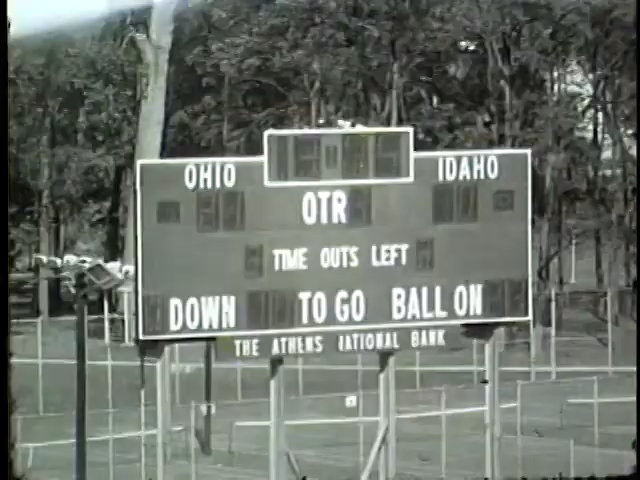 OHIO IDAHO
QTR
TIME OUTS LEFT
DOWN TO GO BALL ON
THE ATHENS NATIONAL BANK